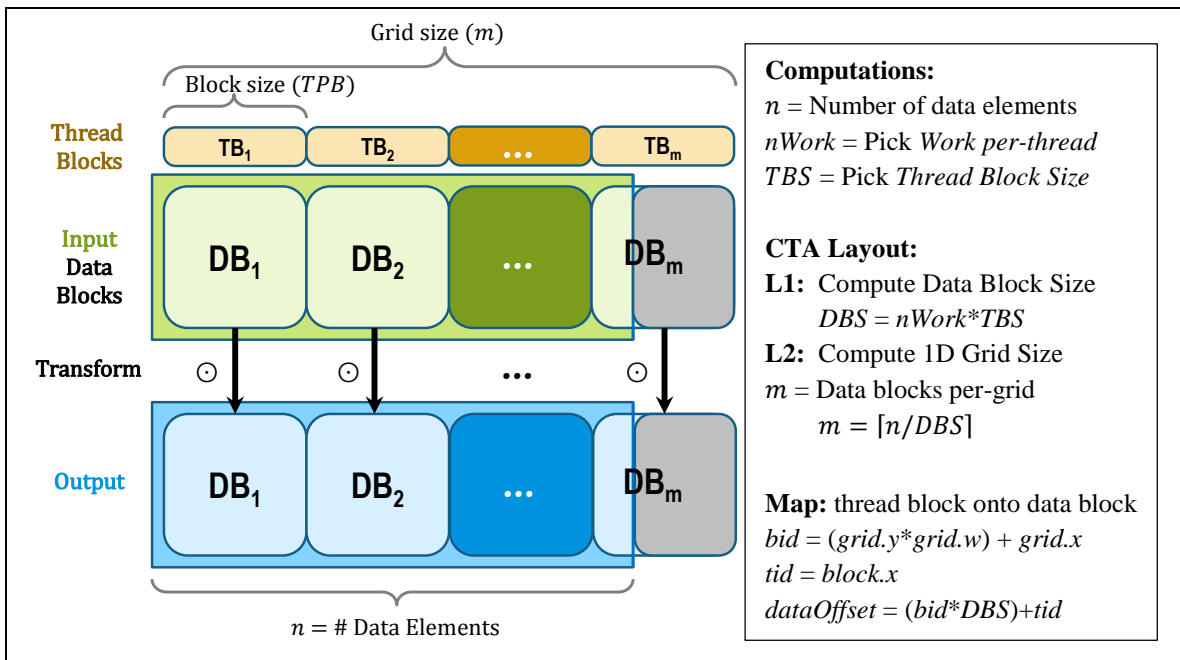 Grid size (m)
Block size (TPB)
Thread
Blocks
TB₁
TB₂
...
TBₘ
Input
Data
Blocks
DB₁
DB₂
...
DBₘ
Transform
⊙
⊙
...
⊙
Output
DB₁
DB₂
...
DBₘ
n = # Data Elements
Computations:
n = Number of data elements
nWork = Pick Work per-thread
TBS = Pick Thread Block Size
CTA Layout:
L1: Compute Data Block Size
DBS = nWork*TBS
L2: Compute 1D Grid Size
m = Data blocks per-grid
m = ⌈n/DBS⌉
Map: thread block onto data block
bid = (grid.y*grid.w) + grid.x
tid = block.x
dataOffset = (bid*DBS)+tid